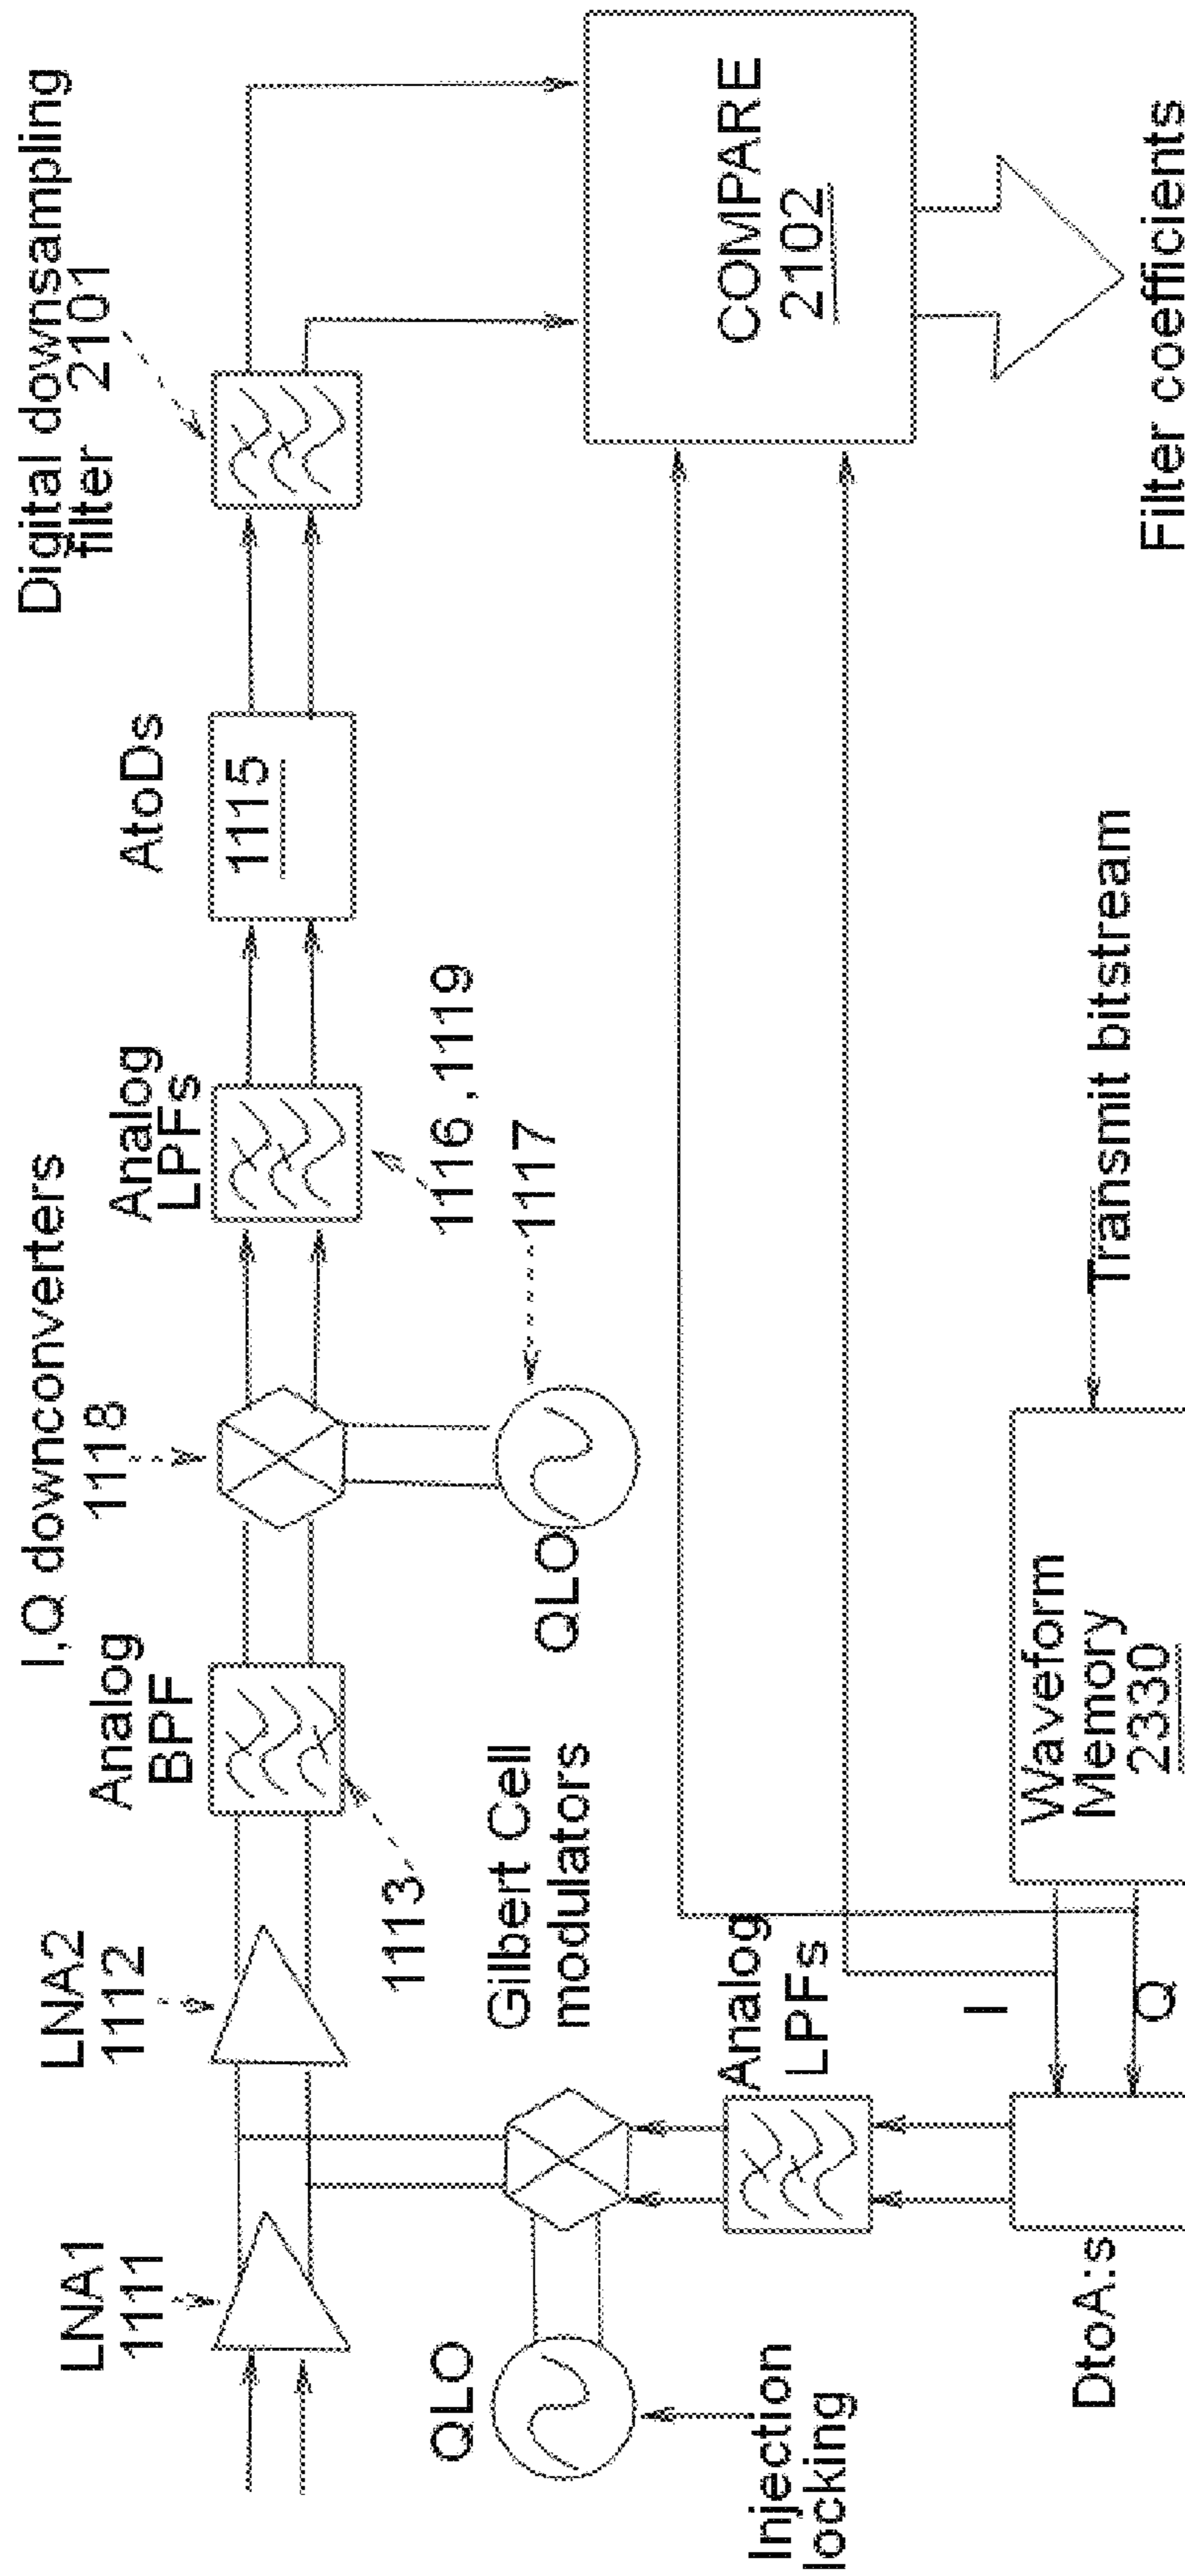 LNA1
1111
LNA2
1112
Analog
BPF
I,Q downconverters
1118
Analog
LPFs
AtoDs
1115
Digital downsampling
filter 2101
1113
1116,1119
1117
QLO
Gilbert Cell
modulators
QLO
Injection
locking
Analog
LPFs
COMPARE
2102
I
Q
DtoA:s
Waveform
Memory
2330
Transmit bitstream
Filter coefficients